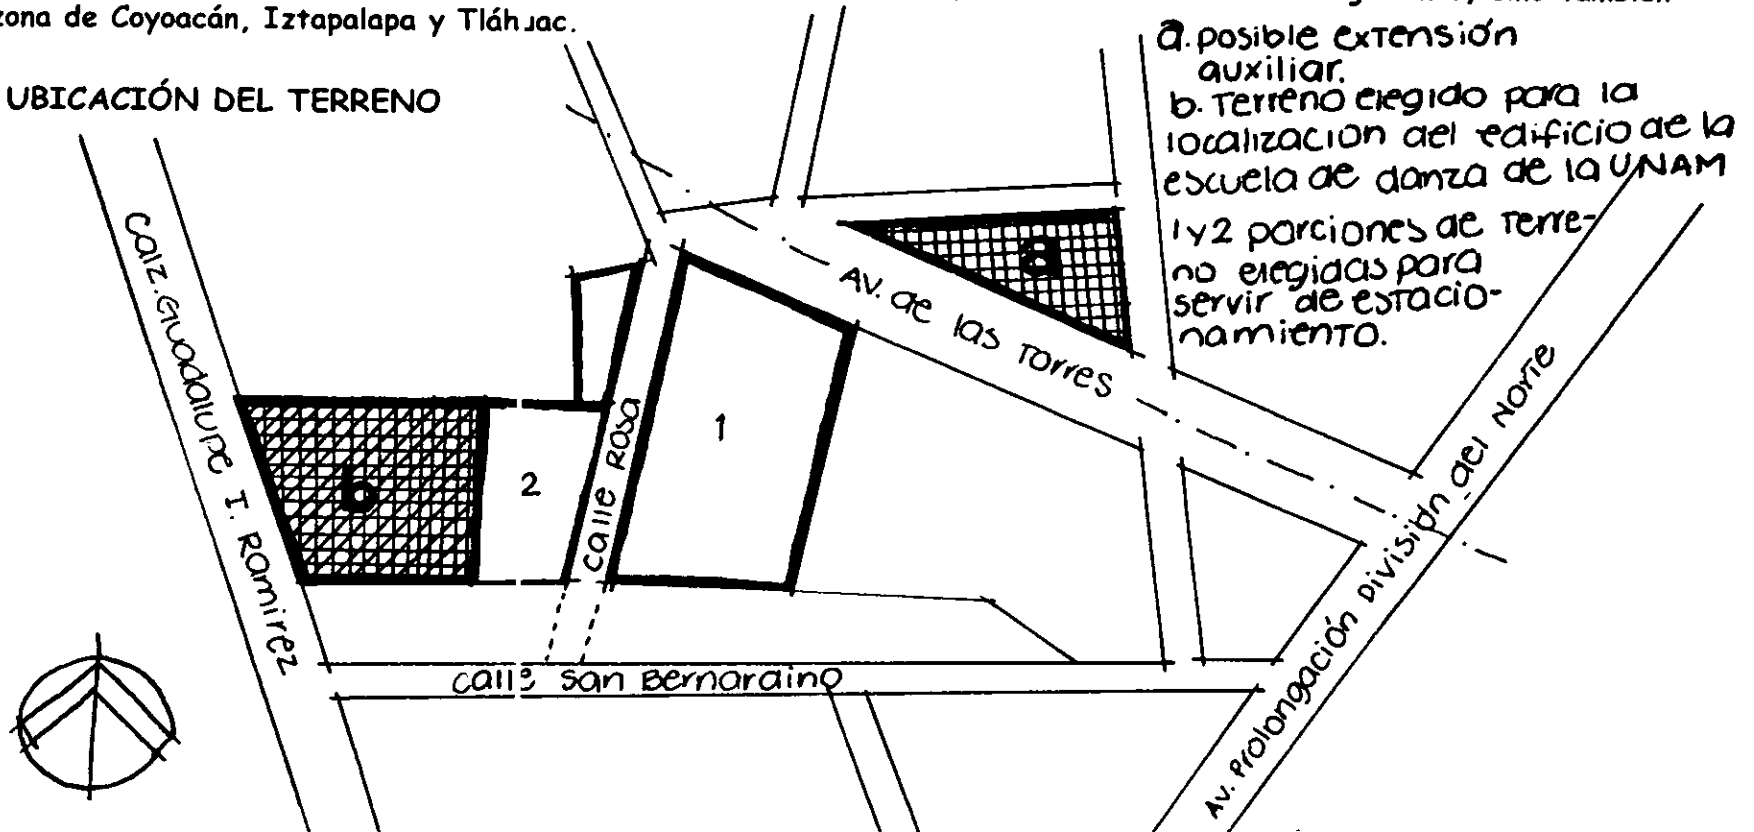 zona de Coyoacán, Iztapalapa y Tláhuac.
UBICACIÓN DEL TERRENO
a. posible extensión
auxiliar.
b. Terreno elegido para la
localización del edificio de la
escuela de danza de la UNAM
1 y 2 porciones de terre-
no elegidas para
servir de estacio-
namiento.
Calz. Guadalupe I. Ramirez
a
Av. de las Torres
1
calle Rosa
2
b
calle San Bernardino
Av. Prolongación División del Norte